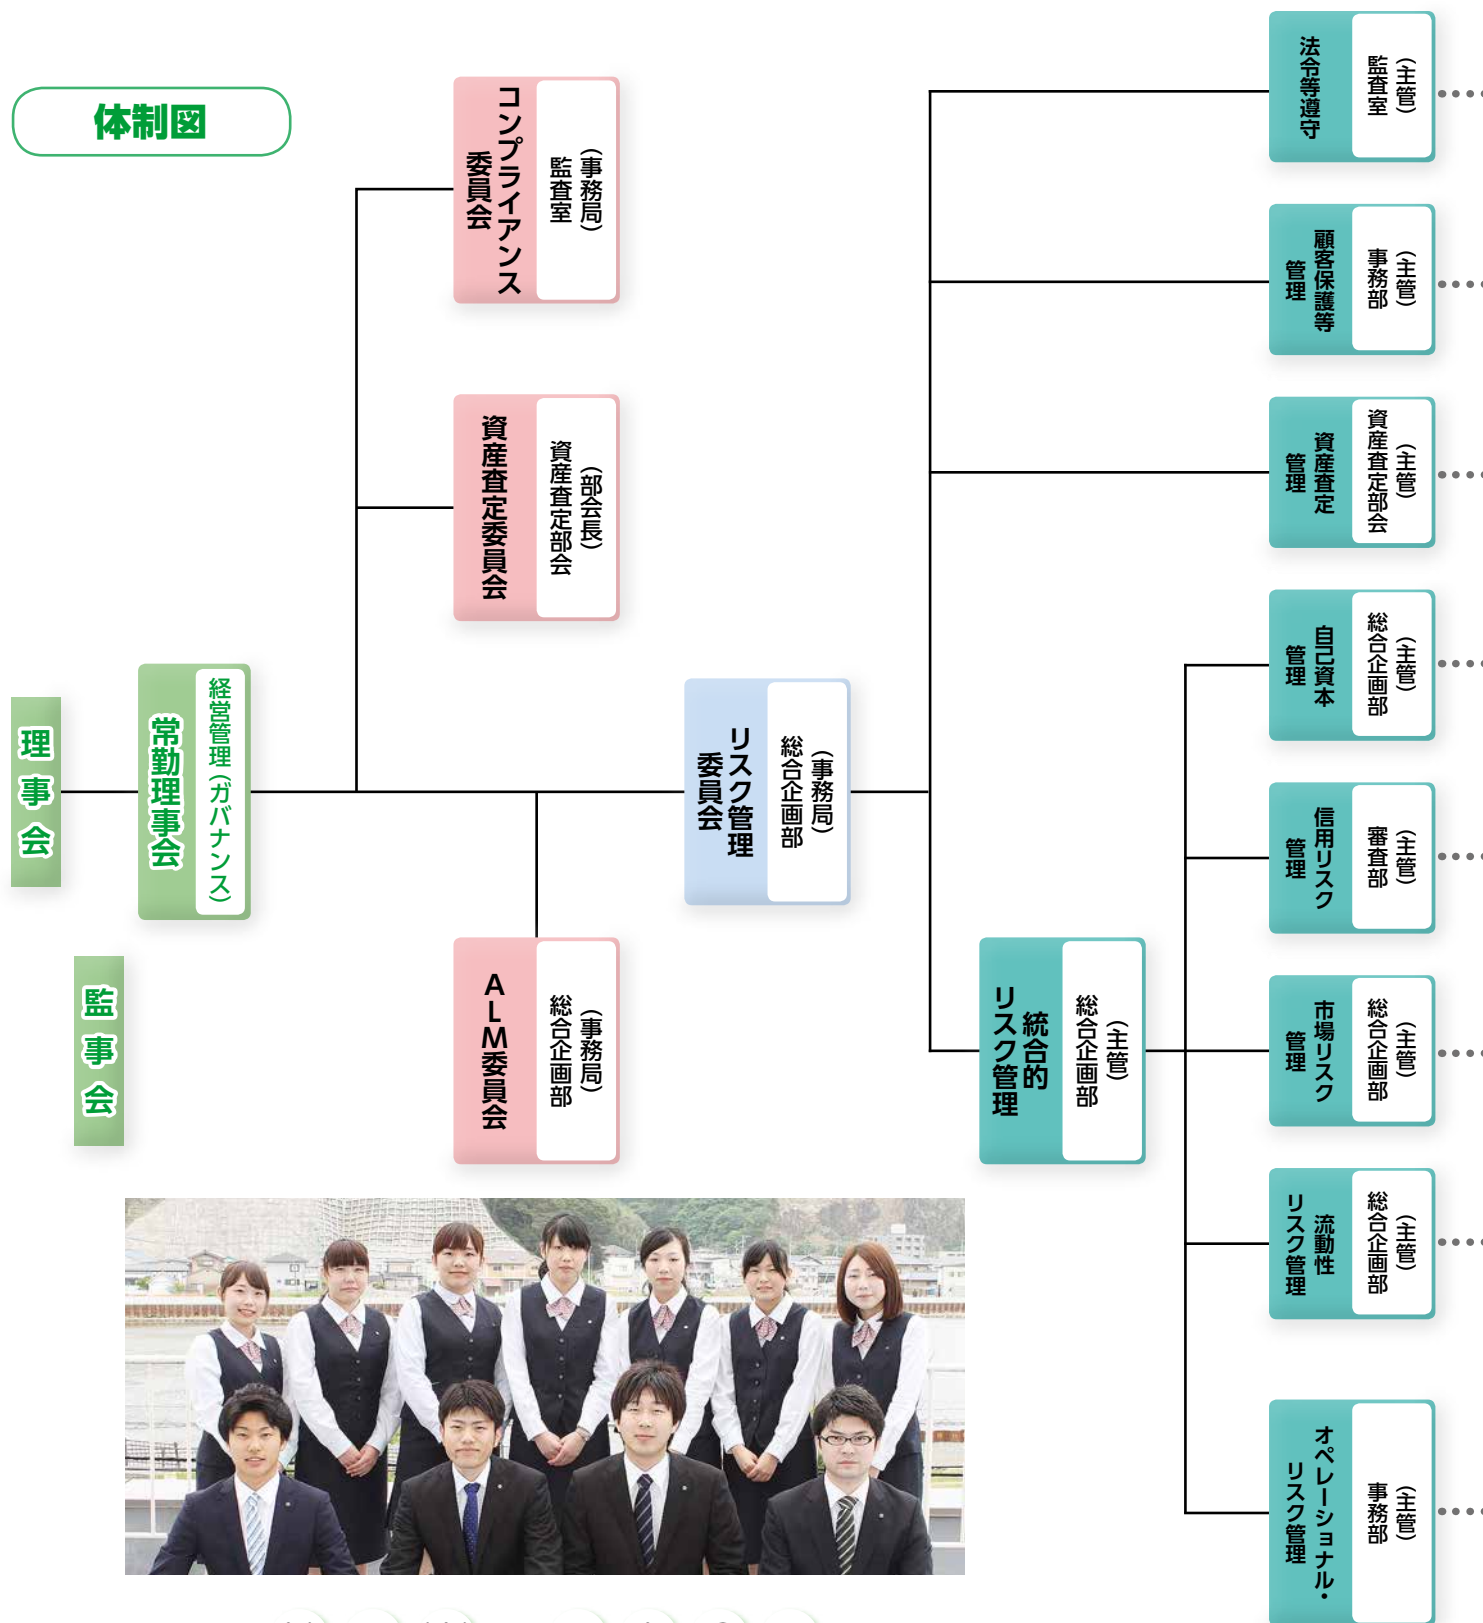 体制図
理事会
常勤理事会
経営管理（ガバナンス）
監事会
コンプライアンス
委員会
（事務局）
監査室
資産査定委員会
（部会長）
資産査定部会
ALM委員会
（事務局）
総合企画部
リスク管理
委員会
（事務局）
総合企画部
統合的
リスク管理
（主管）
総合企画部
法令等遵守
（主管）
監査室
顧客保護等
管理
（主管）
事務部
資産査定
管理
（主管）
資産査定部会
自己資本
管理
（主管）
総合企画部
信用リスク
管理
（主管）
審査部
市場リスク
管理
（主管）
総合企画部
流動性
リスク管理
（主管）
総合企画部
オペレーショナル・
リスク管理
（主管）
事務部